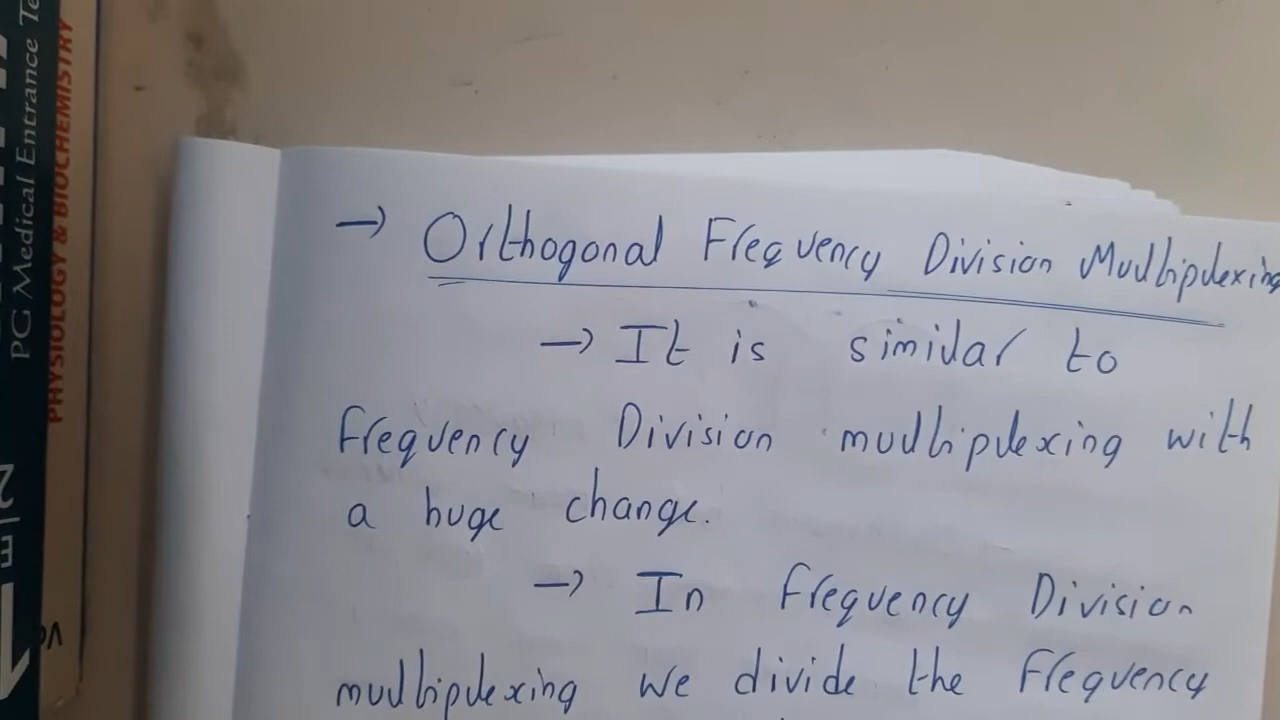 PG Medical Entrance Te
PHYSIOLOGY & BIOCHEMISTRY
→ Orthogonal Frequency Division Multiplexing
→ It is similar to
Frequency Division multiplexing with
a huge change.
→ In Frequency Division
multiplexing we divide the Frequency